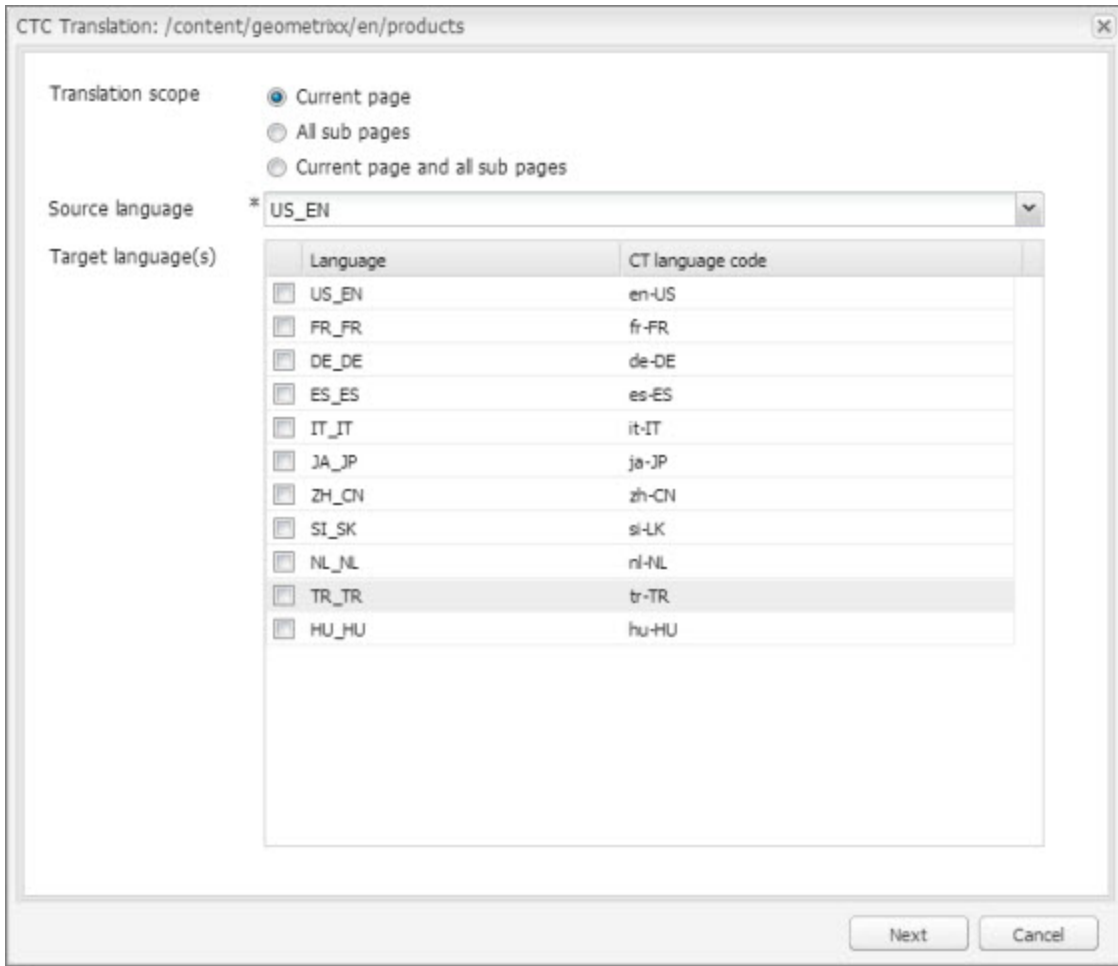 CTC Translation: /content/geometrixx/en/products
Translation scope
Current page
All sub pages
Current page and all sub pages
Source language * US_EN
Target language(s)
Language CT language code
US_EN en-US
FR_FR fr-FR
DE_DE de-DE
ES_ES es-ES
IT_IT it-IT
JA_JP ja-JP
ZH_CN zh-CN
SI_SK si-LK
NL_NL nl-NL
TR_TR tr-TR
HU_HU hu-HU
Next Cancel